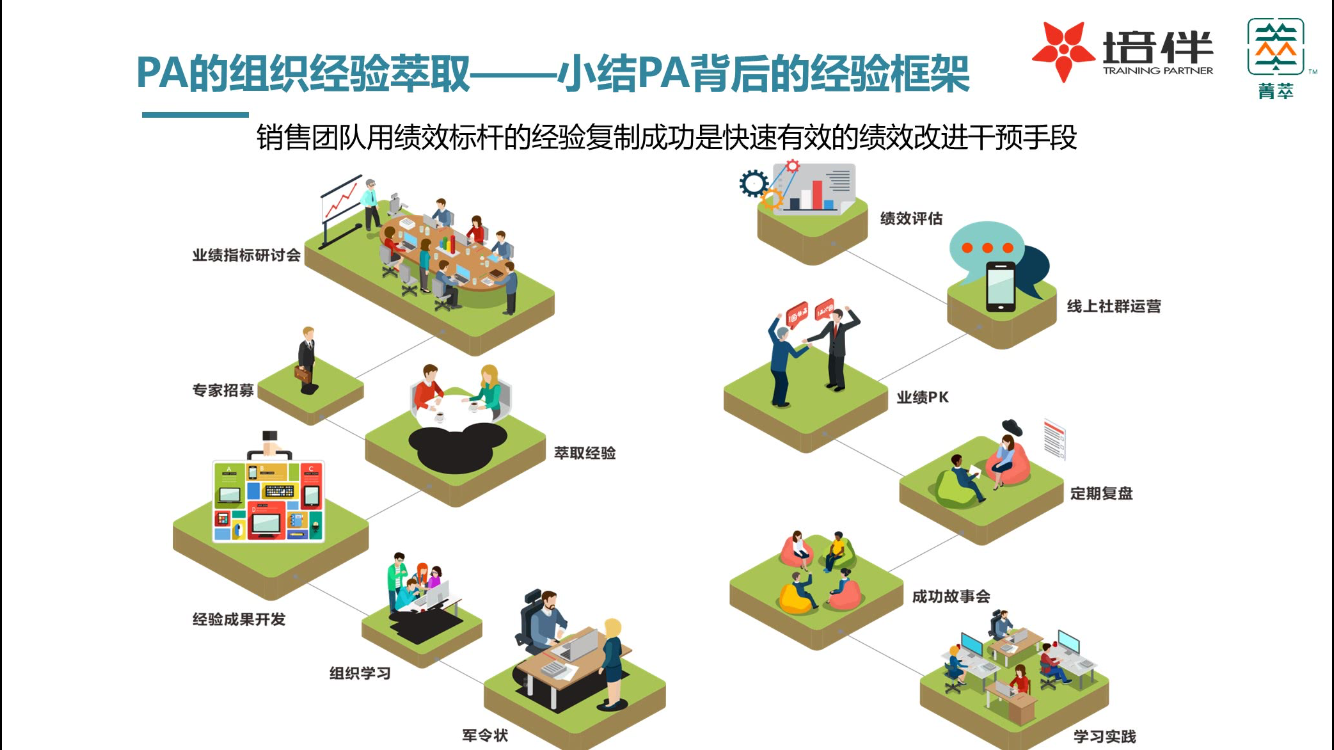 PA的组织经验萃取——小结PA背后的经验框架
培伴
TRAINING PARTNER
菁萃
TM
销售团队用绩效标杆的经验复制成功是快速有效的绩效改进干预手段
业绩指标研讨会
专家招募
萃取经验
经验成果开发
组织学习
军令状
绩效评估
线上社群运营
业绩PK
定期复盘
成功故事会
学习实践